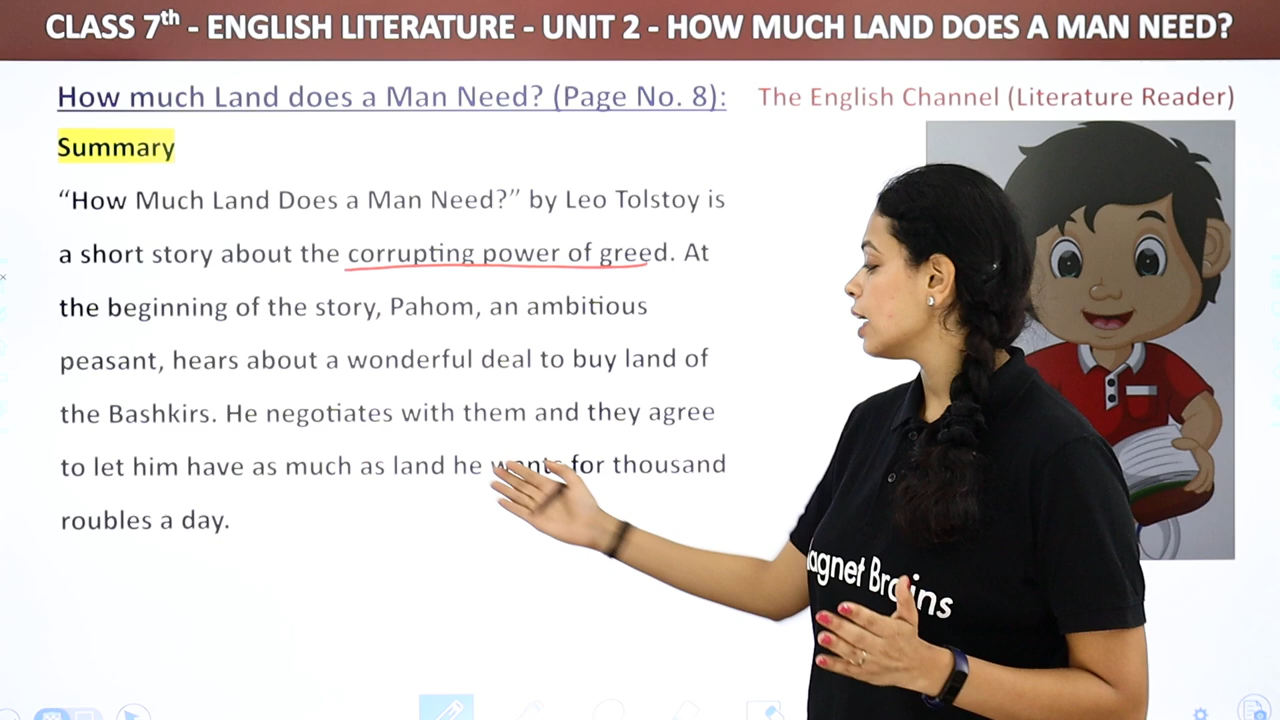 CLASS 7th - ENGLISH LITERATURE - UNIT 2 - HOW MUCH LAND DOES A MAN NEED?
How much Land does a Man Need? (Page No. 8):
The English Channel (Literature Reader)
Summary
“How Much Land Does a Man Need?” by Leo Tolstoy is
a short story about the corrupting power of greed. At
the beginning of the story, Pahom, an ambitious
peasant, hears about a wonderful deal to buy land of
the Bashkirs. He negotiates with them and they agree
to let him have as much as land he wants for thousand
roubles a day.
agnet Brains